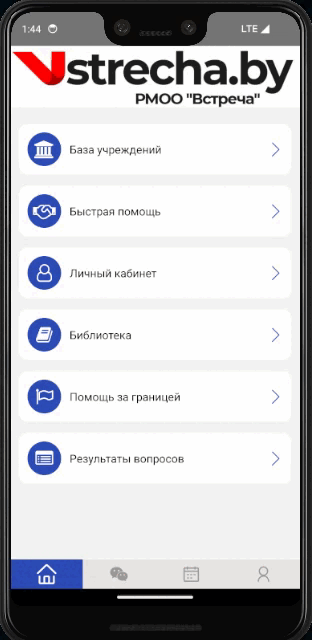 1:44 LTE
Vstrecha.by
РМОО "Встреча"
База учреждений
Быстрая помощь
Личный кабинет
Библиотека
Помощь за границей
Результаты вопросов